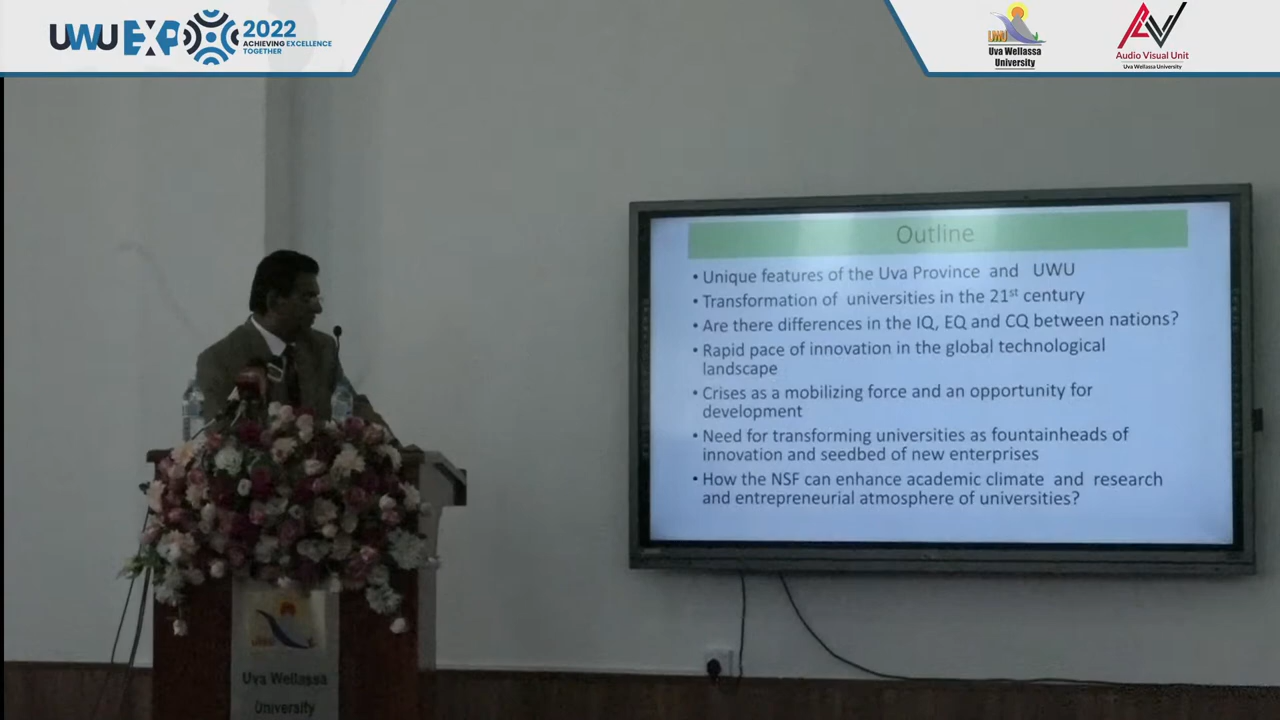 UWU EXPO 2022
ACHIEVING EXCELLENCE
TOGETHER
UWU
Uva Wellassa
University
AV
Audio Visual Unit
Uva Wellassa University
Outline
• Unique features of the Uva Province and UWU
• Transformation of universities in the 21st century
• Are there differences in the IQ, EQ and CQ between nations?
• Rapid pace of innovation in the global technological
landscape
• Crises as a mobilizing force and an opportunity for
development
• Need for transforming universities as fountainheads of
innovation and seedbed of new enterprises
• How the NSF can enhance academic climate and research
and entrepreneurial atmosphere of universities?
UWU
Uva Wellassa
University